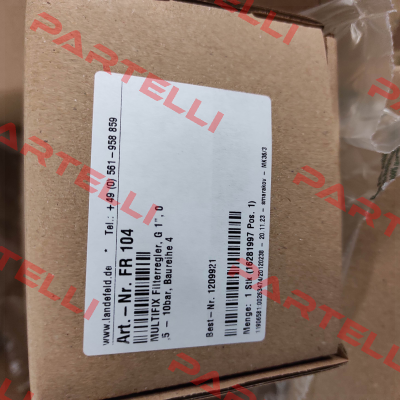 www.landefeld.de * Tel.: +49 (0) 561-958 859
Art.-Nr. FR 104
MULTIFIX Filterregler, G 1", 0
,5 - 10bar, Baureihe 4
Best-Nr. 1209921
Menge: 1 Stk (16281997 Pos. 1)
PARTELLI
PARTELLI
PARTELLI
PARTELLI
PARTELLI